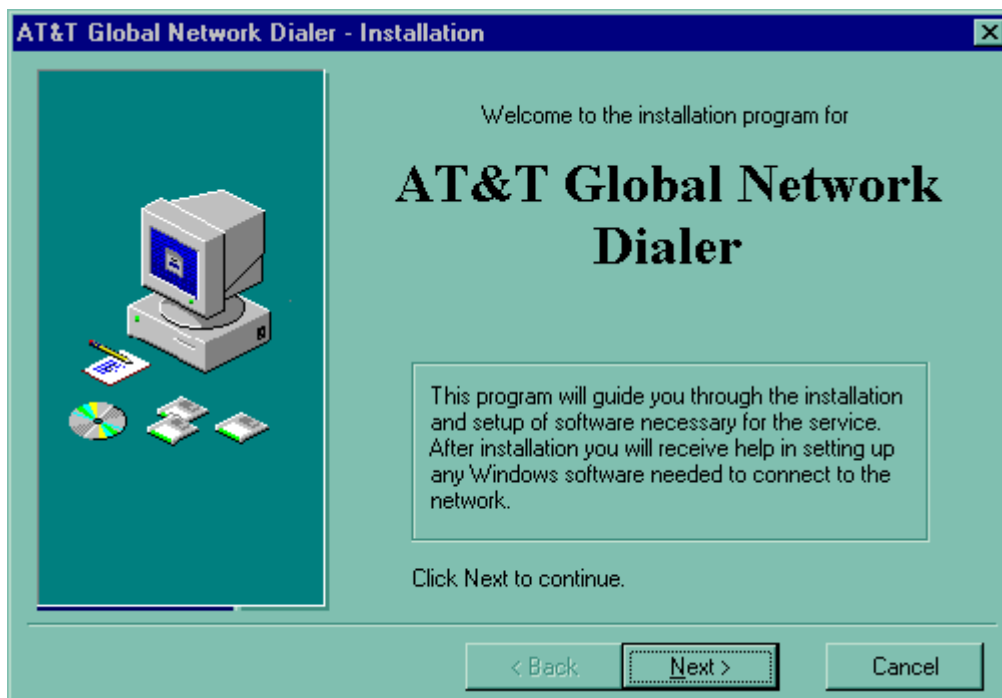 AT&T Global Network Dialer - Installation
Welcome to the installation program for
AT&T Global Network
Dialer
This program will guide you through the installation
and setup of software necessary for the service.
After installation you will receive help in setting up
any Windows software needed to connect to the
network.
Click Next to continue.
< Back
Next >
Cancel